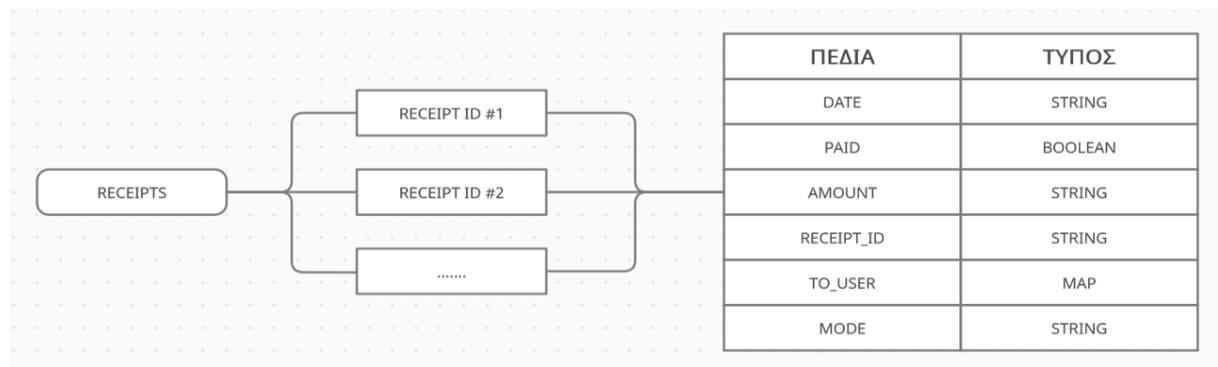 RECEIPTS
RECEIPT ID #1
RECEIPT ID #2
.......
ΠΕΔΙΑ ΤΥΠΟΣ
DATE STRING
PAID BOOLEAN
AMOUNT STRING
RECEIPT_ID STRING
TO_USER MAP
MODE STRING